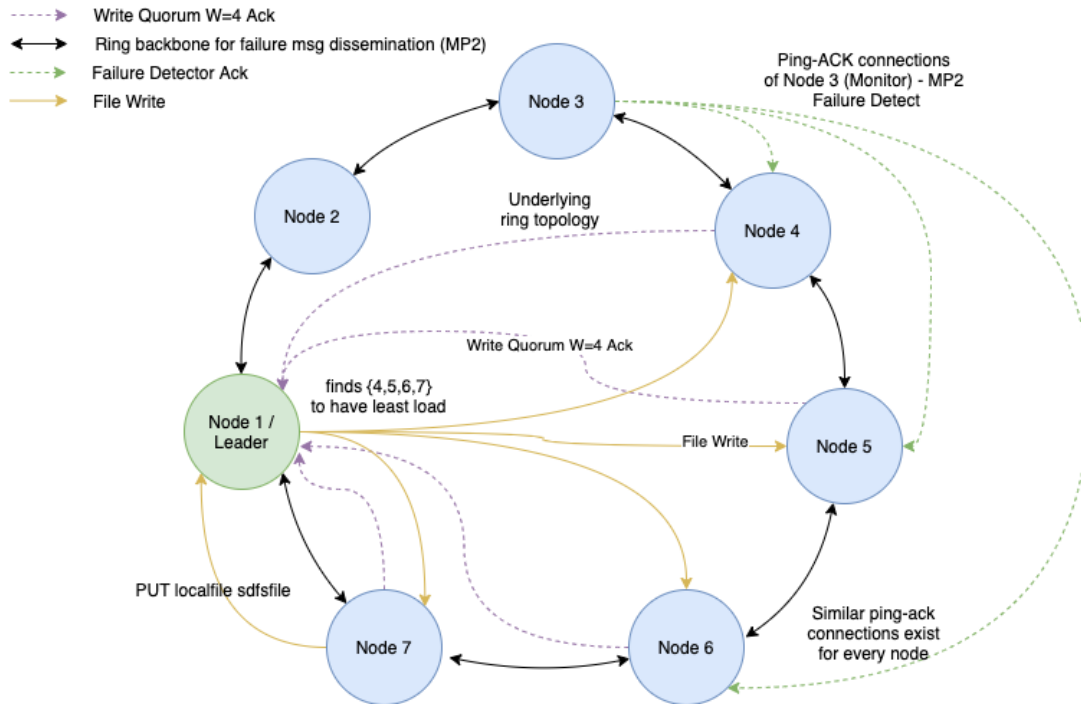 Write Quorum W=4 Ack
Ring backbone for failure msg dissemination (MP2)
Failure Detector Ack
File Write
Ping-ACK connections
of Node 3 (Monitor) - MP2
Failure Detect
Node 3
Node 2
Underlying
ring topology
Node 4
Write Quorum W=4 Ack
finds {4,5,6,7}
to have least load
Node 1 /
Leader
File Write
Node 5
PUT localfile sdfsfile
Node 7
Node 6
Similar ping-ack
connections exist
for every node